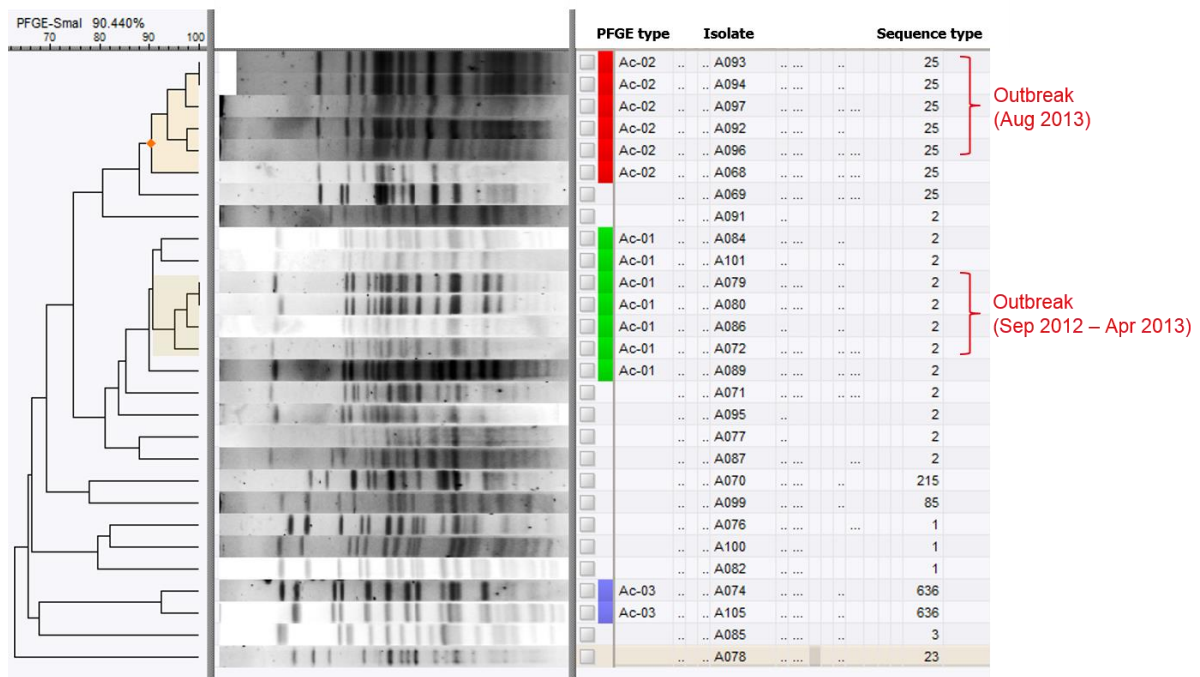 PFGE-SmaI 90.440%
70 80 90 100
PFGE type Isolate Sequence type
Ac-02 .. .. A093 .. ... .. 25
Ac-02 .. .. A094 .. ... .. 25
Ac-02 .. .. A097 .. ... .. ... 25
Ac-02 .. .. A092 .. ... .. 25
Ac-02 .. .. A096 .. ... .. ... 25
Ac-02 .. .. A068 .. ... .. ... 25
.. .. A069 .. ... .. ... 25
.. .. A091 .. 2
Ac-01 .. .. A084 .. ... .. 2
Ac-01 .. .. A101 .. ... .. 2
Ac-01 .. .. A079 .. ... .. 2
Ac-01 .. .. A080 .. ... .. 2
Ac-01 .. .. A086 .. ... .. 2
Ac-01 .. .. A072 .. ... .. ... 2
Ac-01 .. .. A089 .. ... .. ... 2
.. .. A071 .. ... .. ... 2
.. .. A095 .. 2
.. .. A077 .. 2
.. .. A087 .. ... ... 2
.. .. A070 .. ... .. 215
.. .. A099 .. ... .. 85
.. .. A076 .. ... ... 1
.. .. A100 .. ... 1
.. .. A082 .. ... 1
Ac-03 .. .. A074 .. ... .. 636
Ac-03 .. .. A105 .. ... .. 636
.. .. A085 .. ... .. 3
.. .. A078 .. ... .. 23
Outbreak
(Aug 2013)
Outbreak
(Sep 2012 – Apr 2013)